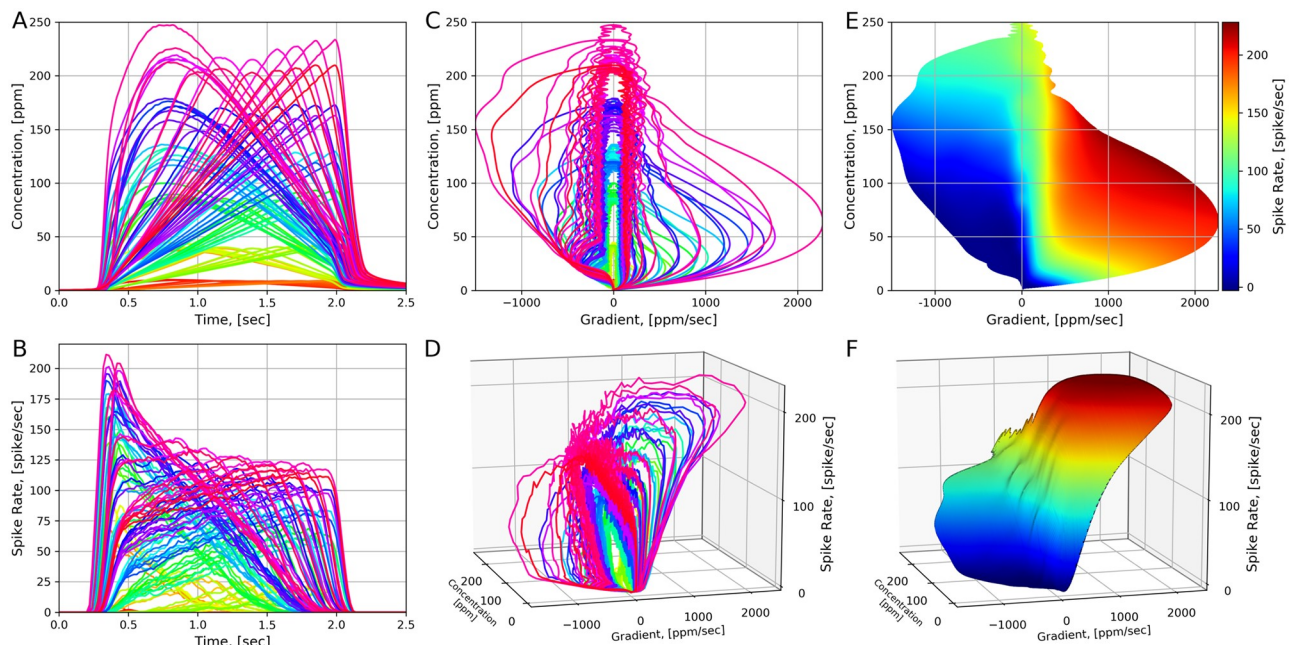 A
Concentration, [ppm]
250
200
150
100
50
0
0.0 0.5 1.0 1.5 2.0 2.5
Time, [sec]
B
Spike Rate, [spike/sec]
200
175
150
125
100
75
50
25
0
0.0 0.5 1.0 1.5 2.0 2.5
Time, [sec]
C
Concentration, [ppm]
250
200
150
100
50
0
−1000 0 1000 2000
Gradient, [ppm/sec]
D
Spike Rate, [spike/sec]
200
100
0
Concentration
[ppm]
200
100
0
−1000 0 1000 2000
Gradient, [ppm/sec]
E
Concentration, [ppm]
250
200
150
100
50
0
-1000 0 1000 2000
Gradient, [ppm/sec]
200
150
100
50
0
Spike Rate, [spike/sec]
F
Spike Rate, [spike/sec]
200
100
0
Concentration
[ppm]
200
100
0
−1000 0 1000 2000
Gradient, [ppm/sec]